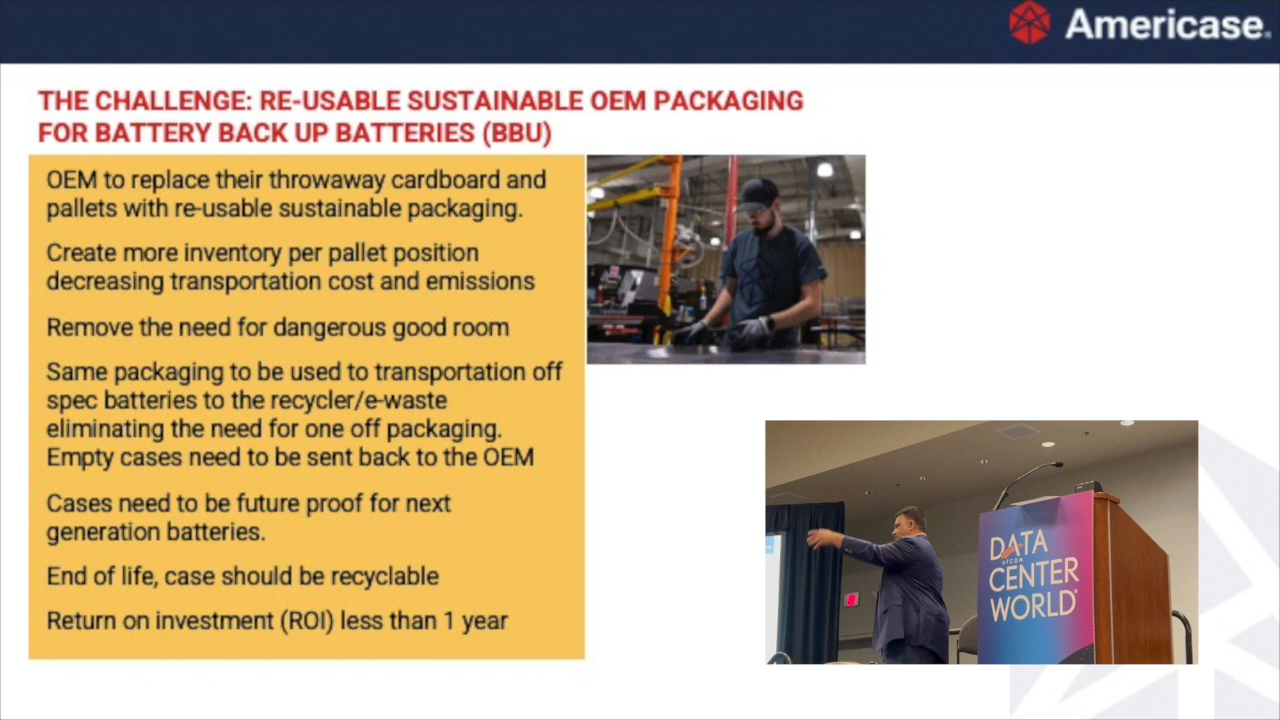 Americase®
THE CHALLENGE: RE-USABLE SUSTAINABLE OEM PACKAGING
FOR BATTERY BACK UP BATTERIES (BBU)
OEM to replace their throwaway cardboard and
pallets with re-usable sustainable packaging.
Create more inventory per pallet position
decreasing transportation cost and emissions
Remove the need for dangerous good room
Same packaging to be used to transportation off
spec batteries to the recycler/e-waste
eliminating the need for one off packaging.
Empty cases need to be sent back to the OEM
Cases need to be future proof for next
generation batteries.
End of life, case should be recyclable
Return on investment (ROI) less than 1 year
DATA
AFCOM
CENTER
WORLD®